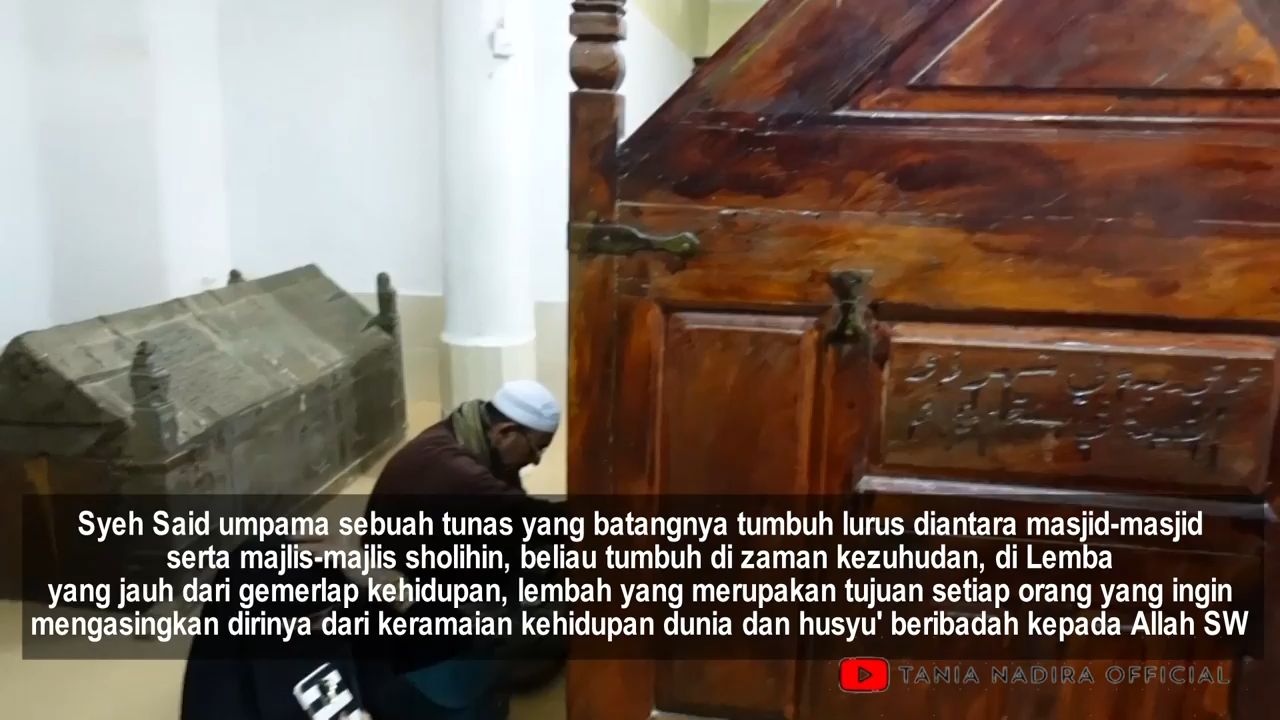 Syeh Said umpama sebuah tunas yang batangnya tumbuh lurus diantara masjid-masjid
serta majlis-majlis sholihin, beliau tumbuh di zaman kezuhudan, di Lemba
yang jauh dari gemerlap kehidupan, lembah yang merupakan tujuan setiap orang yang ingin
mengasingkan dirinya dari keramaian kehidupan dunia dan husyu' beribadah kepada Allah SW
TANIA NADIRA OFFICIAL